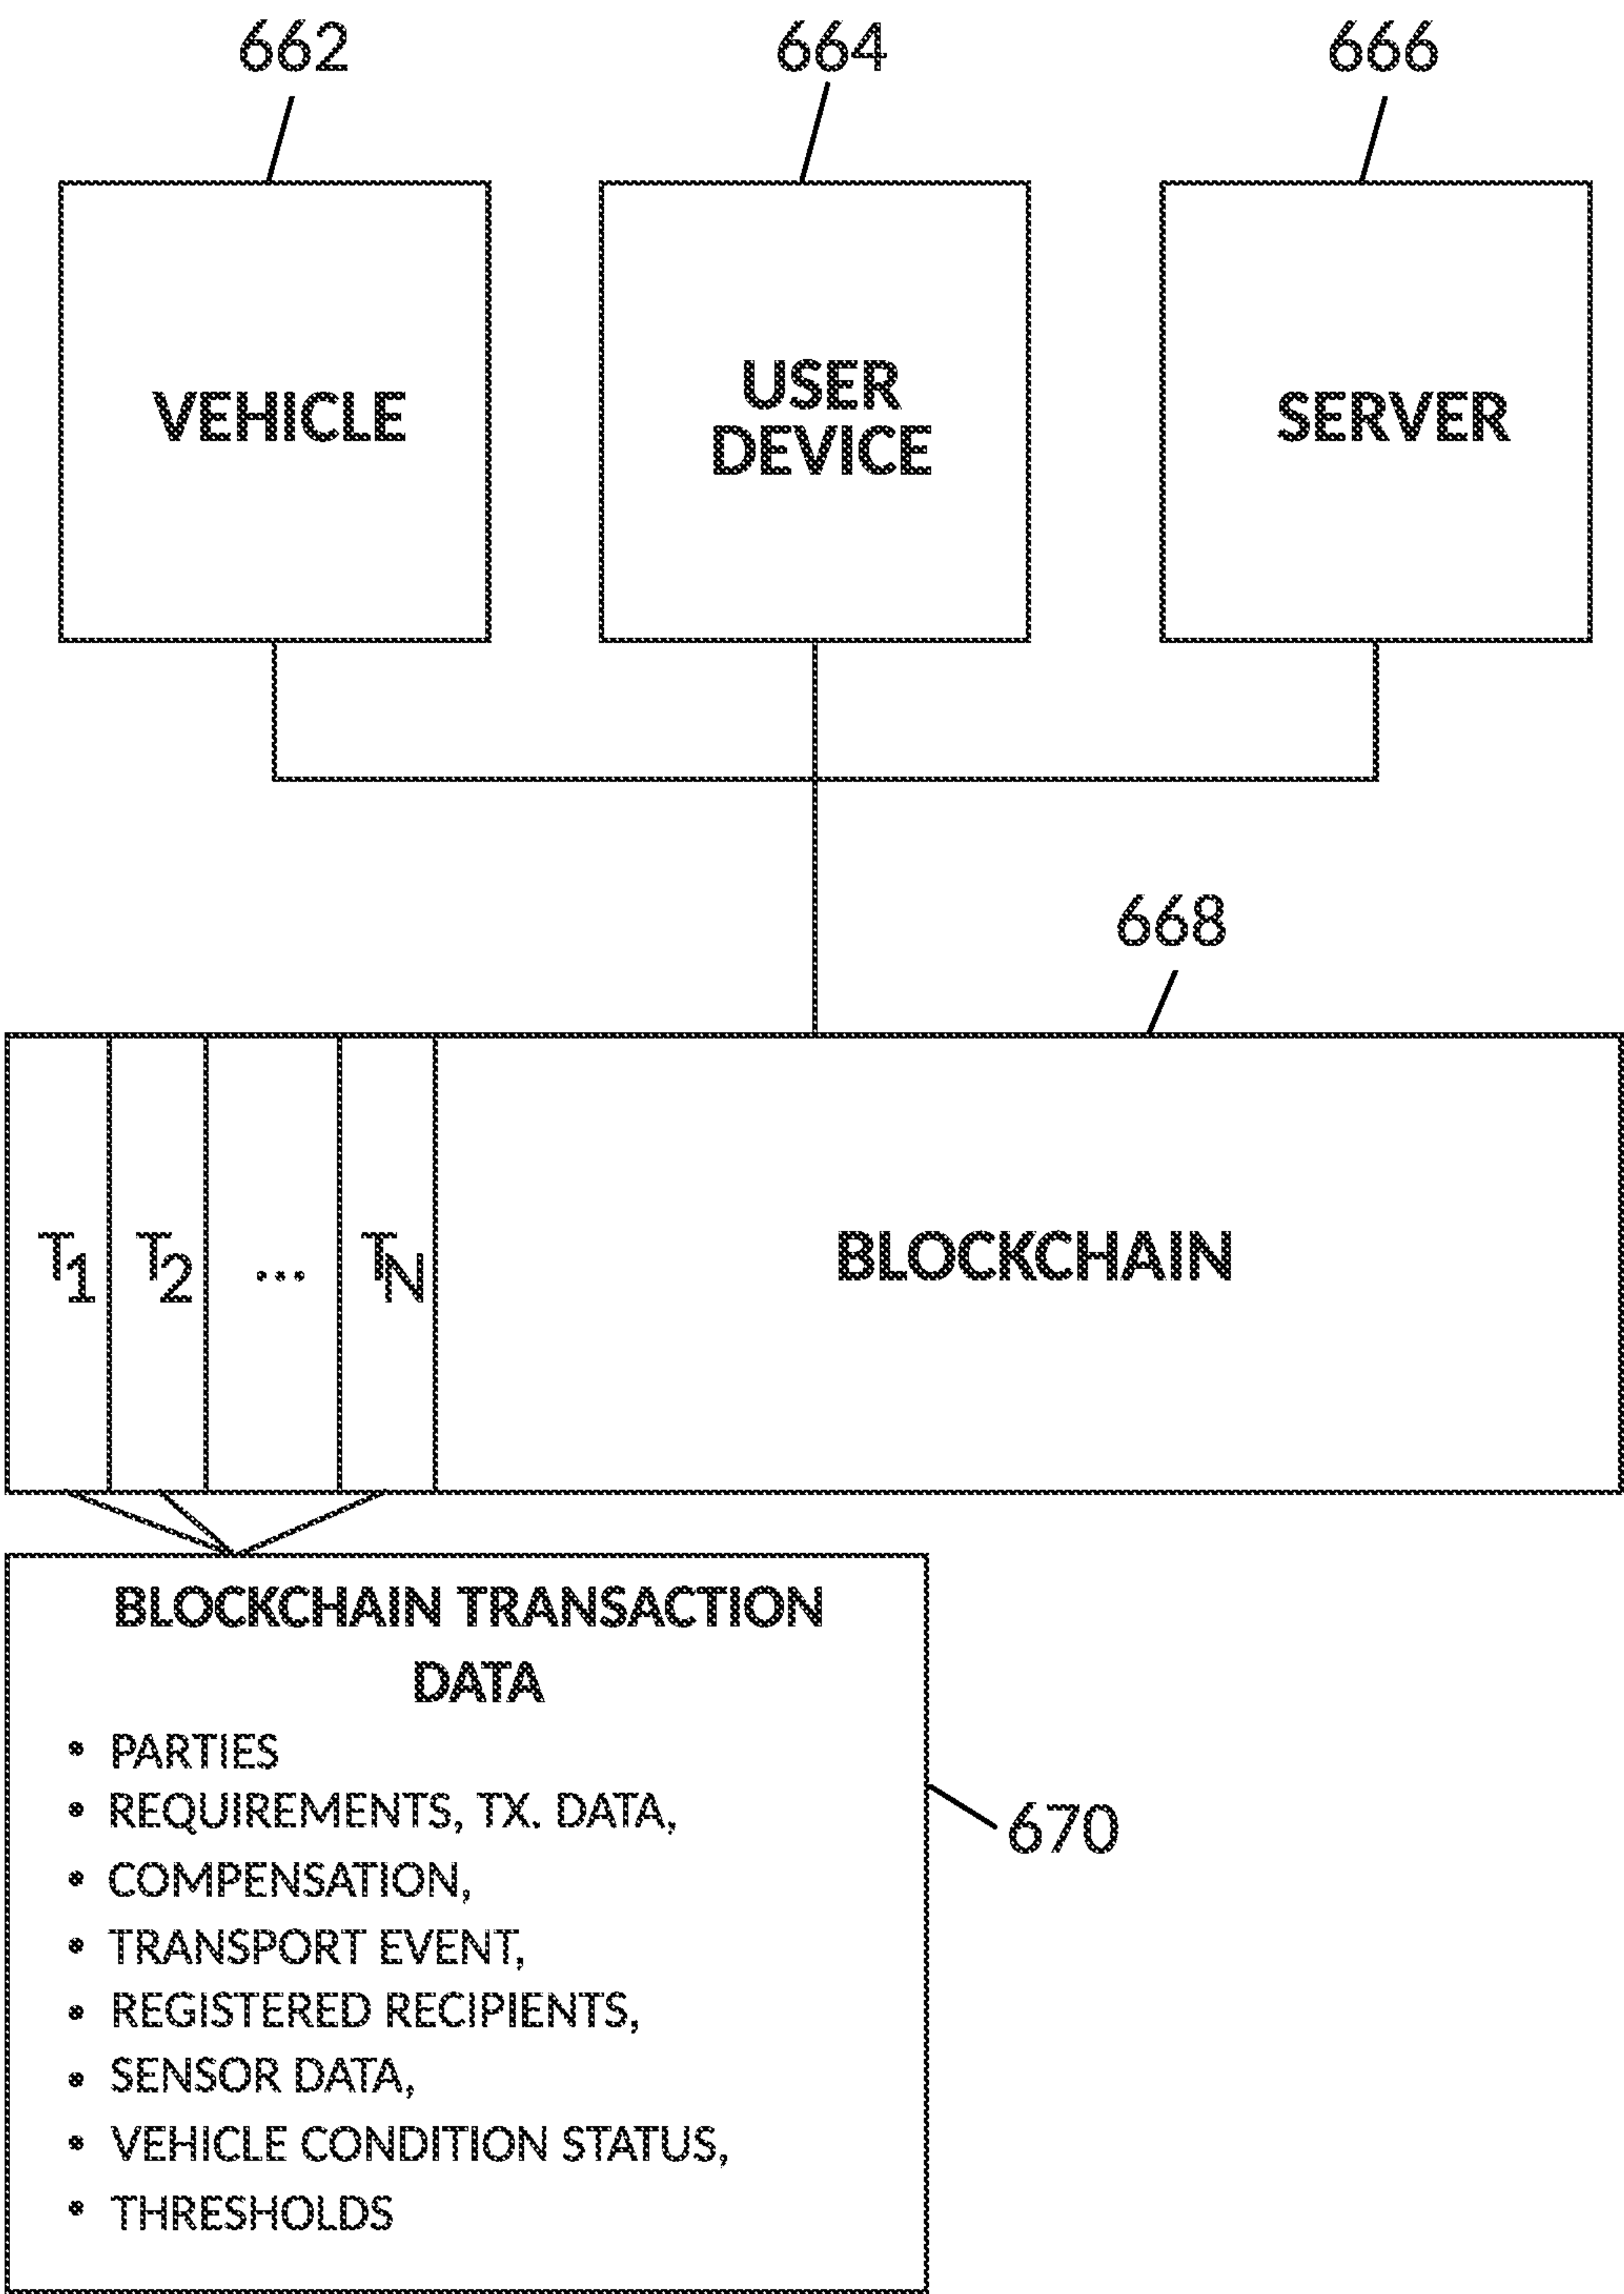 662 664 666
VEHICLE
USER
DEVICE
SERVER
668
T1 T2 ... TN
BLOCKCHAIN
BLOCKCHAIN TRANSACTION
DATA
• PARTIES
• REQUIREMENTS, TX. DATA,
• COMPENSATION,
• TRANSPORT EVENT,
• REGISTERED RECIPIENTS,
• SENSOR DATA,
• VEHICLE CONDITION STATUS,
• THRESHOLDS
670